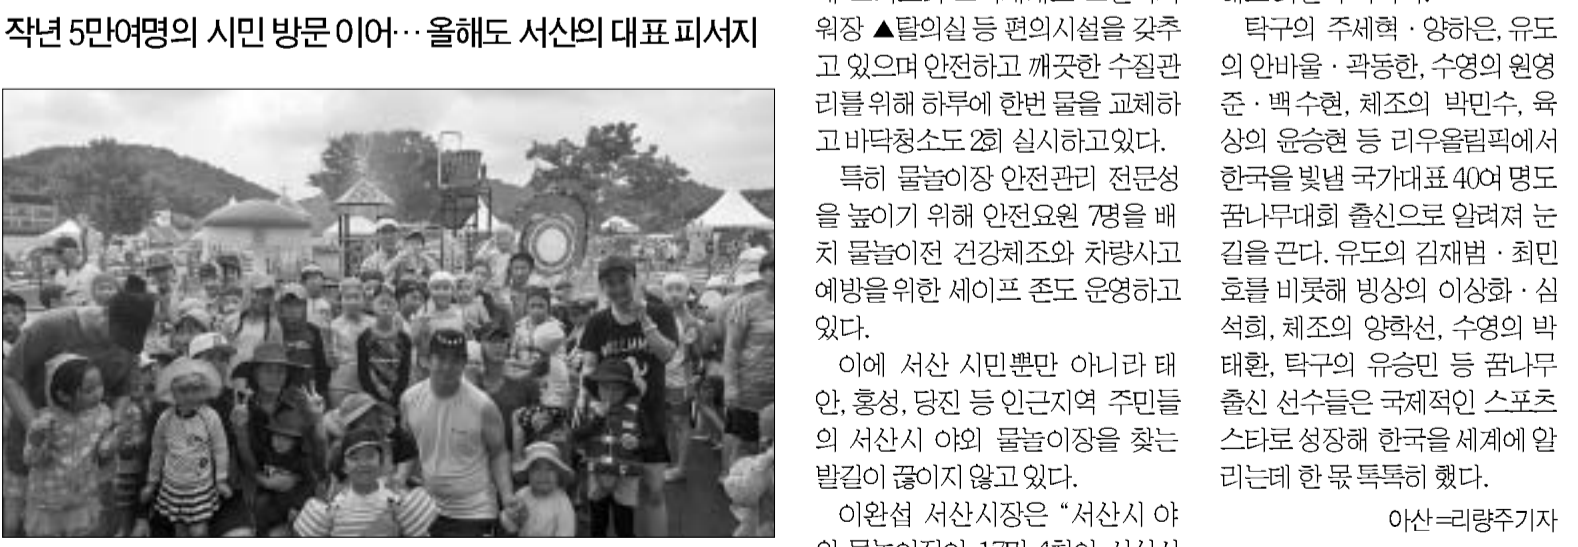 작년 5만여명의 시민 방문 이어… 올해도 서산의 대표 피서지
워장 ▲탈의실 등 편의시설을 갖추
고 있으며 안전하고 깨끗한 수질관
리를 위해 하루에 한번 물을 교체하
고 바닥청소도 2회 실시하고 있다.
특히 물놀이장 안전관리 전문성
을 높이기 위해 안전요원 7명을 배
치 물놀이전 건강체조와 차량사고
예방을 위한 세이프 존도 운영하고
있다.
이에 서산 시민뿐만 아니라 태
안, 홍성, 당진 등 인근지역 주민들
의 서산시 야외 물놀이장을 찾는
발길이 끊이지 않고 있다.
이완섭 서산시장은 “서산시 야
탁구의 주세혁 · 양하은, 유도
의 안바울 · 곽동한, 수영의 원영
준 · 백수현, 체조의 박민수, 육
상의 윤승현 등 리우올림픽에서
한국을 빛낼 국가대표 40여 명도
꿈나무대회 출신으로 알려져 눈
길을 끈다. 유도의 김재범 · 최민
호를 비롯해 빙상의 이상화 · 심
석희, 체조의 양학선, 수영의 박
태환, 탁구의 유승민 등 꿈나무
출신 선수들은 국제적인 스포츠
스타로 성장해 한국을 세계에 알
리는데 한 몫 톡톡히 했다.
아산=리량주기자